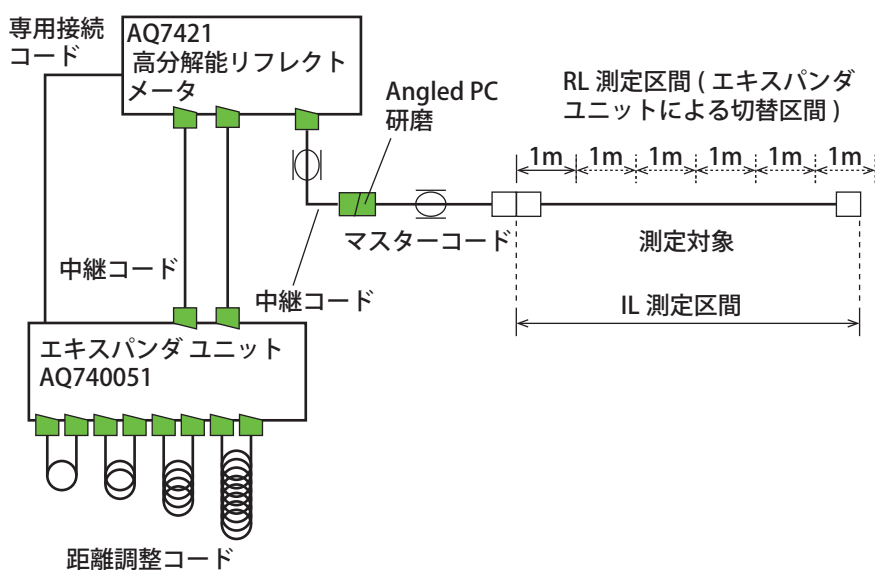 専用接続
コード
AQ7421
高分解能リフレクト
メータ
Angled PC
研磨
RL 測定区間 ( エキスパンダ
ユニットによる切替区間 )
1m 1m 1m 1m 1m 1m
マスターコード
測定対象
中継コード
中継コード
IL 測定区間
エキスパンダ ユニット
AQ740051
距離調整コード